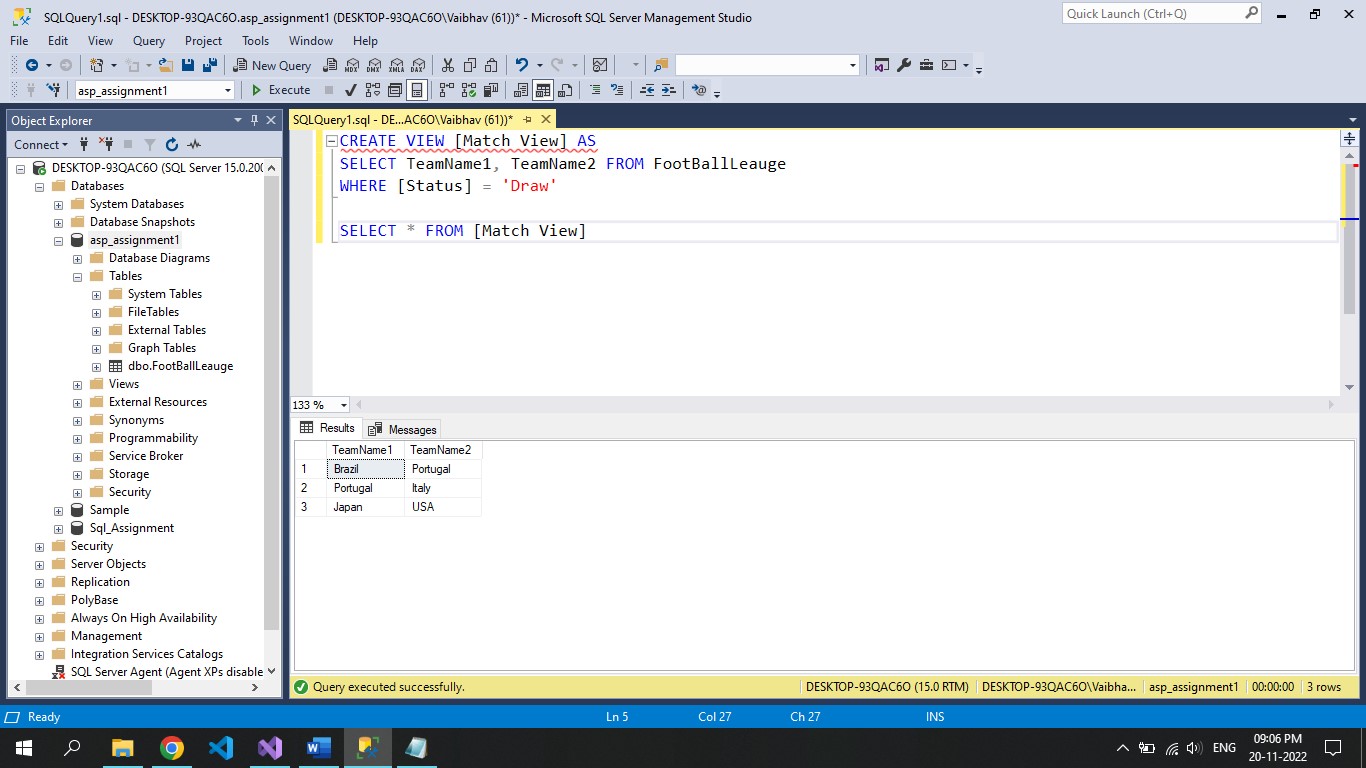 SQLQuery1.sql - DESKTOP-93QAC6O.asp_assignment1 (DESKTOP-93QAC6O\Vaibhav (61))* - Microsoft SQL Server Management Studio
Quick Launch (Ctrl+Q)
File Edit View Query Project Tools Window Help
New Query
MDX DMX XMLA DAX
asp_assignment1
Execute
Object Explorer
Connect
DESKTOP-93QAC6O (SQL Server 15.0.200
Databases
System Databases
Database Snapshots
asp_assignment1
Database Diagrams
Tables
System Tables
FileTables
External Tables
Graph Tables
dbo.FootBallLeauge
Views
External Resources
Synonyms
Programmability
Service Broker
Storage
Security
Sample
Sql_Assignment
Security
Server Objects
Replication
PolyBase
Always On High Availability
Management
Integration Services Catalogs
SQL Server Agent (Agent XPs disable
SQLQuery1.sql - DE...AC6O\Vaibhav (61))*
CREATE VIEW [Match View] AS
SELECT TeamName1, TeamName2 FROM FootBallLeauge
WHERE [Status] = 'Draw'
SELECT * FROM [Match View]
133 %
Results Messages
TeamName1 TeamName2
1 Brazil Portugal
2 Portugal Italy
3 Japan USA
Query executed successfully.
DESKTOP-93QAC6O (15.0 RTM) DESKTOP-93QAC6O\Vaibha... asp_assignment1 00:00:00 3 rows
Ready Ln 5 Col 27 Ch 27 INS
ENG
09:06 PM
20-11-2022